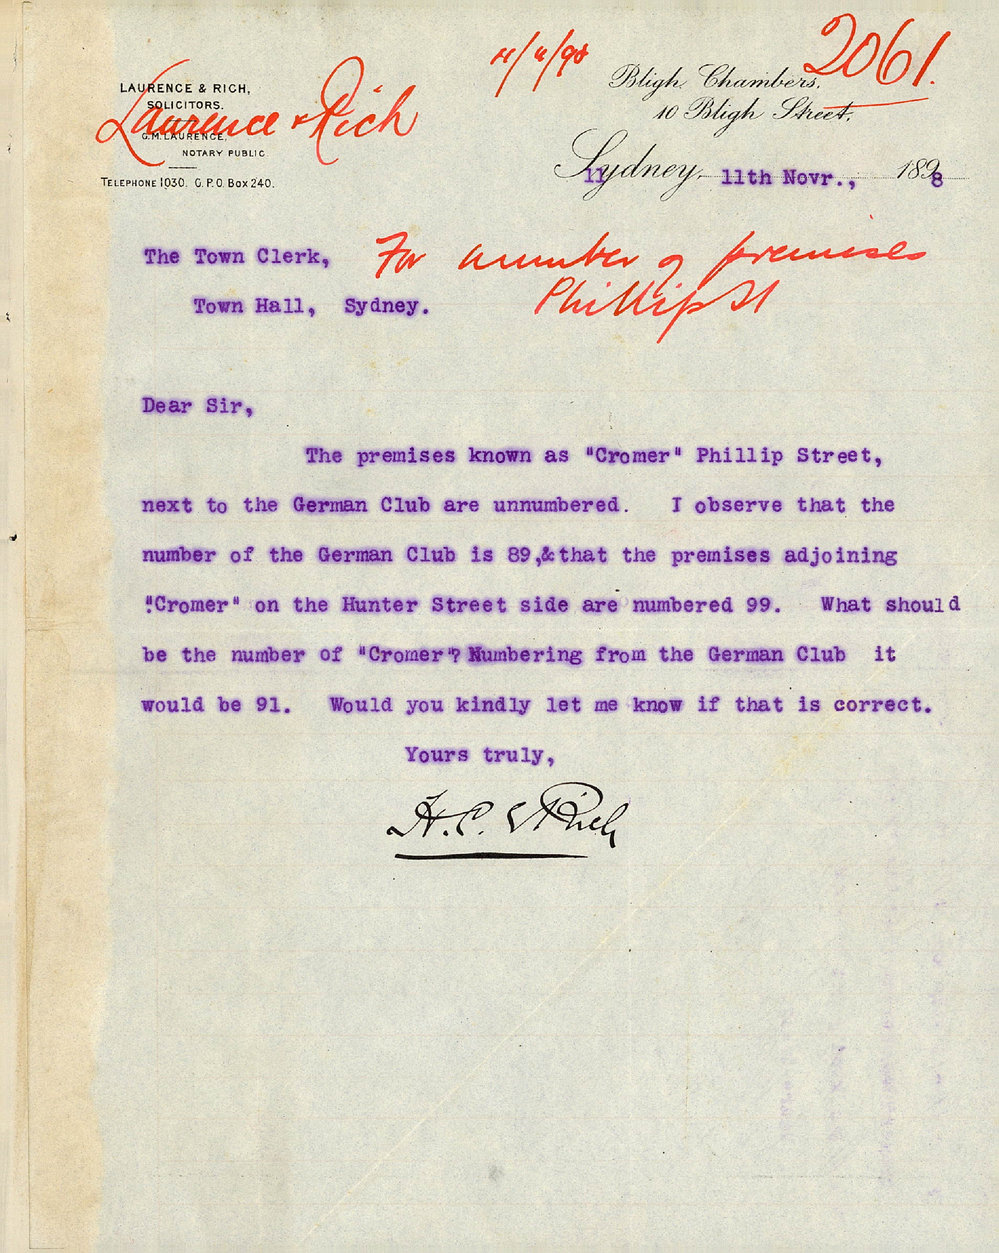 2061.
LAURENCE & RICH,
SOLICITORS.
G.M. LAURENCE,
NOTARY PUBLIC
TELEPHONE 1030. G.P.O. Box 240.
Laurence & Rich
Bligh Chambers,
10 Bligh Street,
Sydney, 11 11th Novr., 1898
For number of premises
Phillip St
The Town Clerk,
Town Hall, Sydney.
Dear Sir,
The premises known as "Cromer" Phillip Street,
next to the German Club are unnumbered. I observe that the
number of the German Club is 89,&that the premises adjoining
"Cromer" on the Hunter Street side are numbered 99. What should
be the number of "Cromer"? Numbering from the German Club it
would be 91. Would you kindly let me know if that is correct.
Yours truly,